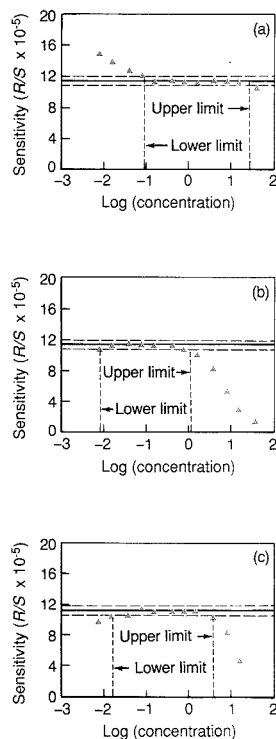 (a)
Sensitivity (R/S x 10⁻⁵)
20
16
12
8
4
0
Upper limit
Lower limit
−3 −2 −1 0 1 2
Log (concentration)
(b)
Sensitivity (R/S x 10⁻⁵)
20
16
12
8
4
0
Upper limit
Lower limit
−3 −2 −1 0 1 2
Log (concentration)
(c)
Sensitivity (R/S x 10⁻⁵)
20
16
12
8
4
0
Upper limit
Lower limit
−3 −2 −1 0 1 2
Log (concentration)